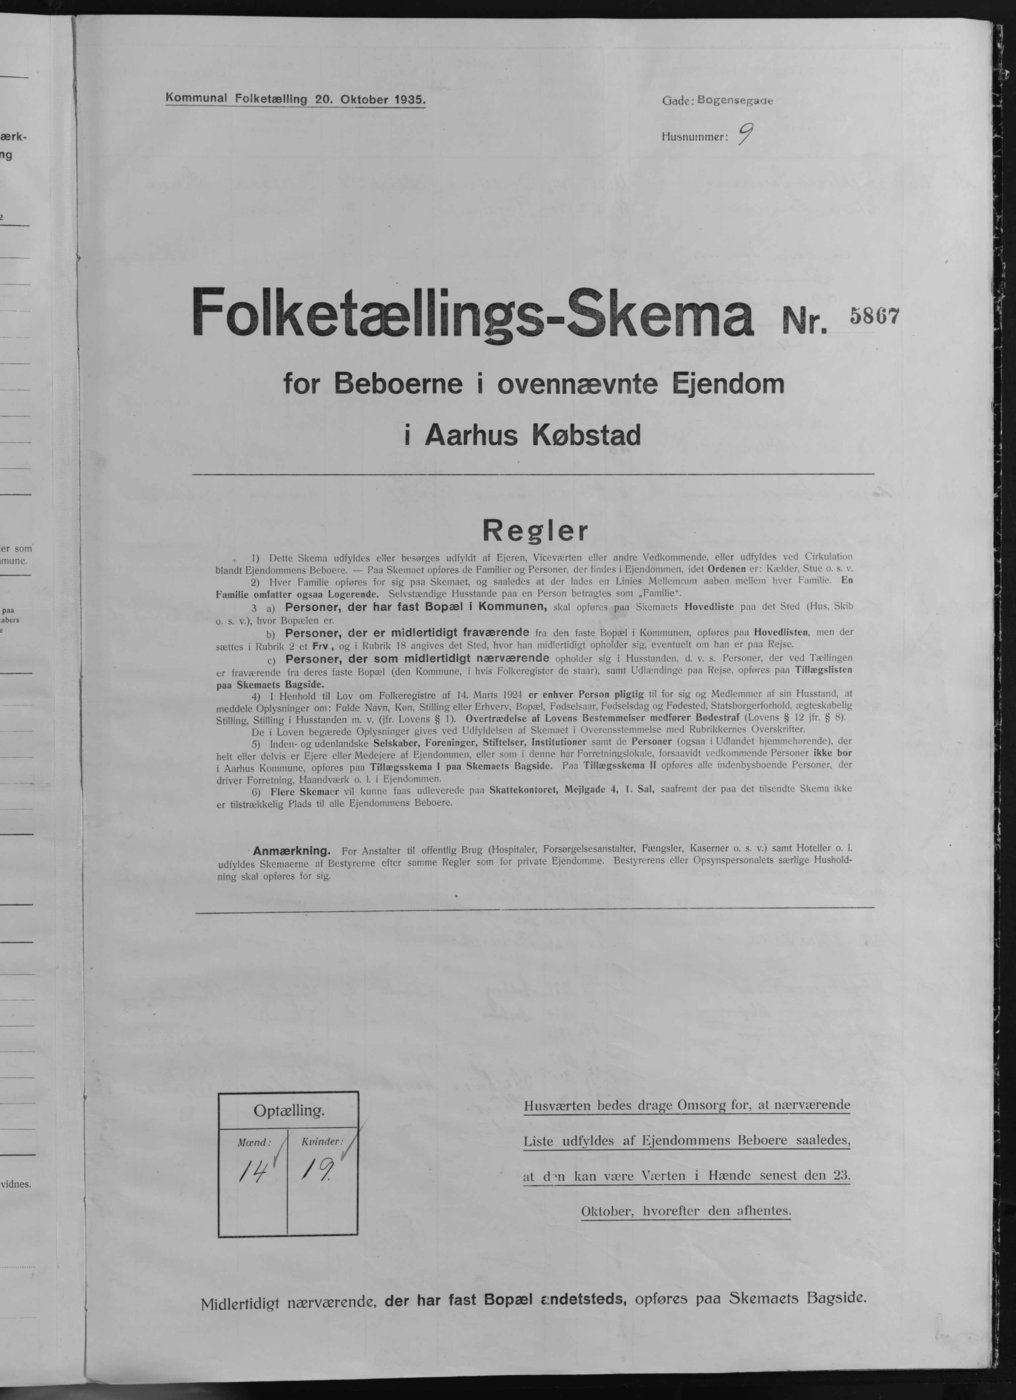 ærk-
ng
2
er som
mune.
paa
abers
e
vidnes.
Kommunal Folketælling 20. Oktober 1935.
Gade: Bogensegade
Husnummer: 9
Folketællings-Skema Nr. 5867
for Beboerne i ovennævnte Ejendom
i Aarhus Købstad
Regler
1) Dette Skema udfyldes eller besørges udfyldt af Ejeren, Viceværten eller andre Vedkommende, eller udfyldes ved Cirkulation
blandt Ejendommens Beboere. — Paa Skemaet opføres de Familier og Personer, der findes i Ejendommen, idet Ordenen er: Kælder, Stue o. s. v.
2) Hver Familie opføres for sig paa Skemaet, og saaledes at der lades en Linies Mellemrum aaben mellem hver Familie. En
Familie omfatter ogsaa Logerende. Selvstændige Husstande paa en Person betragtes som „Familie“.
3 a) Personer, der har fast Bopæl i Kommunen, skal opføres paa Skemaets Hovedliste paa det Sted (Hus, Skib
o. s. v.), hvor Bopælen er.
b) Personer, der er midlertidigt fraværende fra den faste Bopæl i Kommunen, opføres paa Hovedlisten, men der
sættes i Rubrik 2 et Frv., og i Rubrik 18 angives det Sted, hvor han midlertidigt opholder sig, eventuelt om han er paa Rejse.
c) Personer, der som midlertidigt nærværende opholder sig i Husstanden, d. v. s. Personer, der ved Tællingen
er fraværende fra deres faste Bopæl (den Kommune, i hvis Folkeregister de staar), samt Udlændinge paa Rejse, opføres paa Tillægslisten
paa Skemaets Bagside.
4) I Henhold til Lov om Folkeregistre af 14. Marts 1924 er enhver Person pligtig til for sig og Medlemmer af sin Husstand, at
meddele Oplysninger om: Fulde Navn, Køn, Stilling eller Erhverv, Bopæl, Fødselsaar, Fødselsdag og Fødested, Statsborgerforhold, ægteskabelig
Stilling, Stilling i Husstanden m. v. (jfr. Lovens § 1). Overtrædelse af Lovens Bestemmelser medfører Bødestraf (Lovens § 12 jfr. § 8).
De i Loven begærede Oplysninger gives ved Udfyldelsen af Skemaet i Overensstemmelse med Rubrikkernes Overskrifter.
5) Inden- og udenlandske Selskaber, Foreninger, Stiftelser, Institutioner samt de Personer (ogsaa i Udlandet hjemmehørende), der
helt eller delvis er Ejere eller Medejere af Ejendommen, eller som i denne har Forretningslokale, forsaavidt vedkommende Personer ikke bor
i Aarhus Kommune, opføres paa Tillægsskema I paa Skemaets Bagside. Paa Tillægsskema II opføres alle indenbysboende Personer, der
driver Forretning, Haandværk o. l. i Ejendommen.
6) Flere Skemaer vil kunne faas udleverede paa Skattekontoret, Mejlgade 4, 1. Sal, saafremt der paa det tilsendte Skema ikke
er tilstrækkelig Plads til alle Ejendommens Beboere.
Anmærkning. For Anstalter til offentlig Brug (Hospitaler, Forsørgelsesanstalter, Fængsler, Kaserner o. s. v.) samt Hoteller o. l.
udfyldes Skemaerne af Bestyrerne efter samme Regler som for private Ejendomme. Bestyrerens eller Opsynspersonalets særlige Hushold-
ning skal opføres for sig.
Optælling.
Mænd: Kvinder:
14 19
Husværten bedes drage Omsorg for, at nærværende
Liste udfyldes af Ejendommens Beboere saaledes,
at den kan være Værten i Hænde senest den 23.
Oktober, hvorefter den afhentes.
Midlertidigt nærværende, der har fast Bopæl andetsteds, opføres paa Skemaets Bagside.